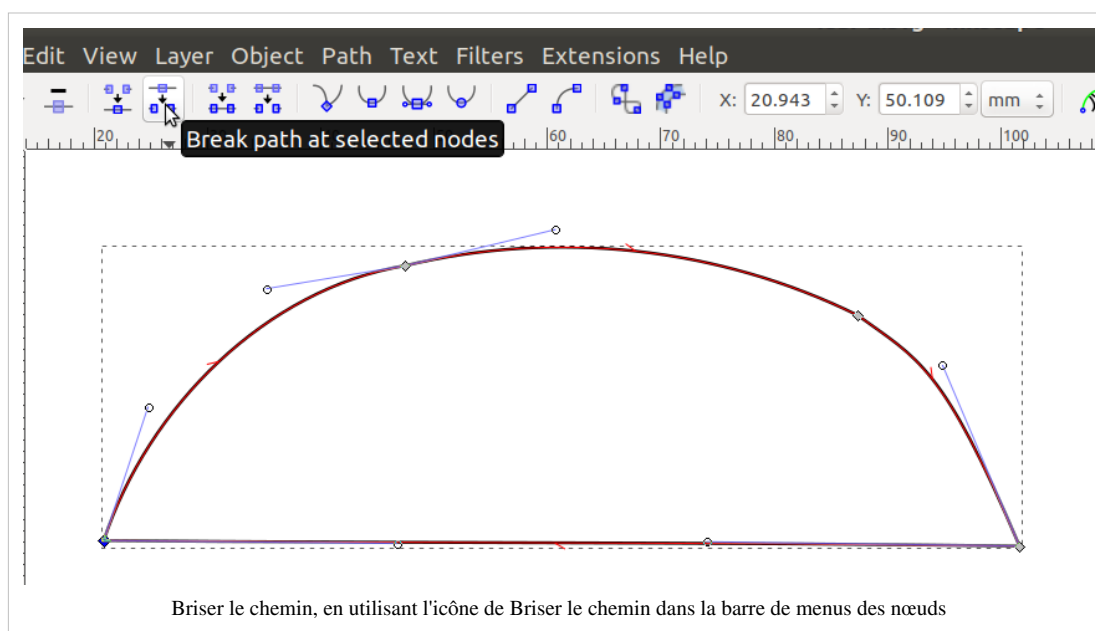 Edit View Layer Object Path Text Filters Extensions Help
X: 20.943 Y: 50.109 mm
20 60 70 80 90 100
Break path at selected nodes
Briser le chemin, en utilisant l'icône de Briser le chemin dans la barre de menus des nœuds